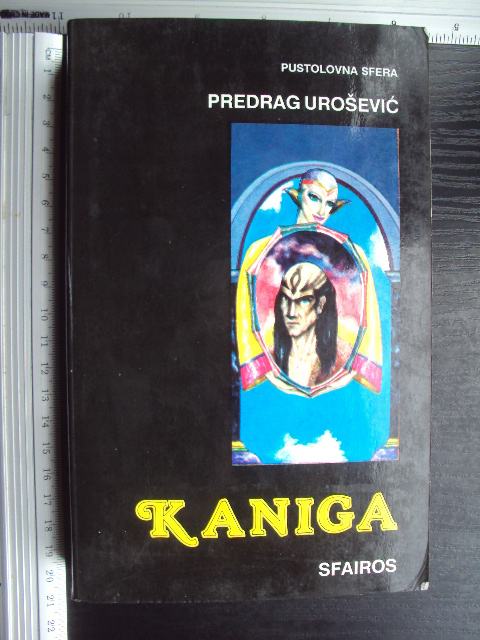 PUSTOLOVNA SFERA
PREDRAG UROŠEVIĆ
KANIGA
SFAIROS